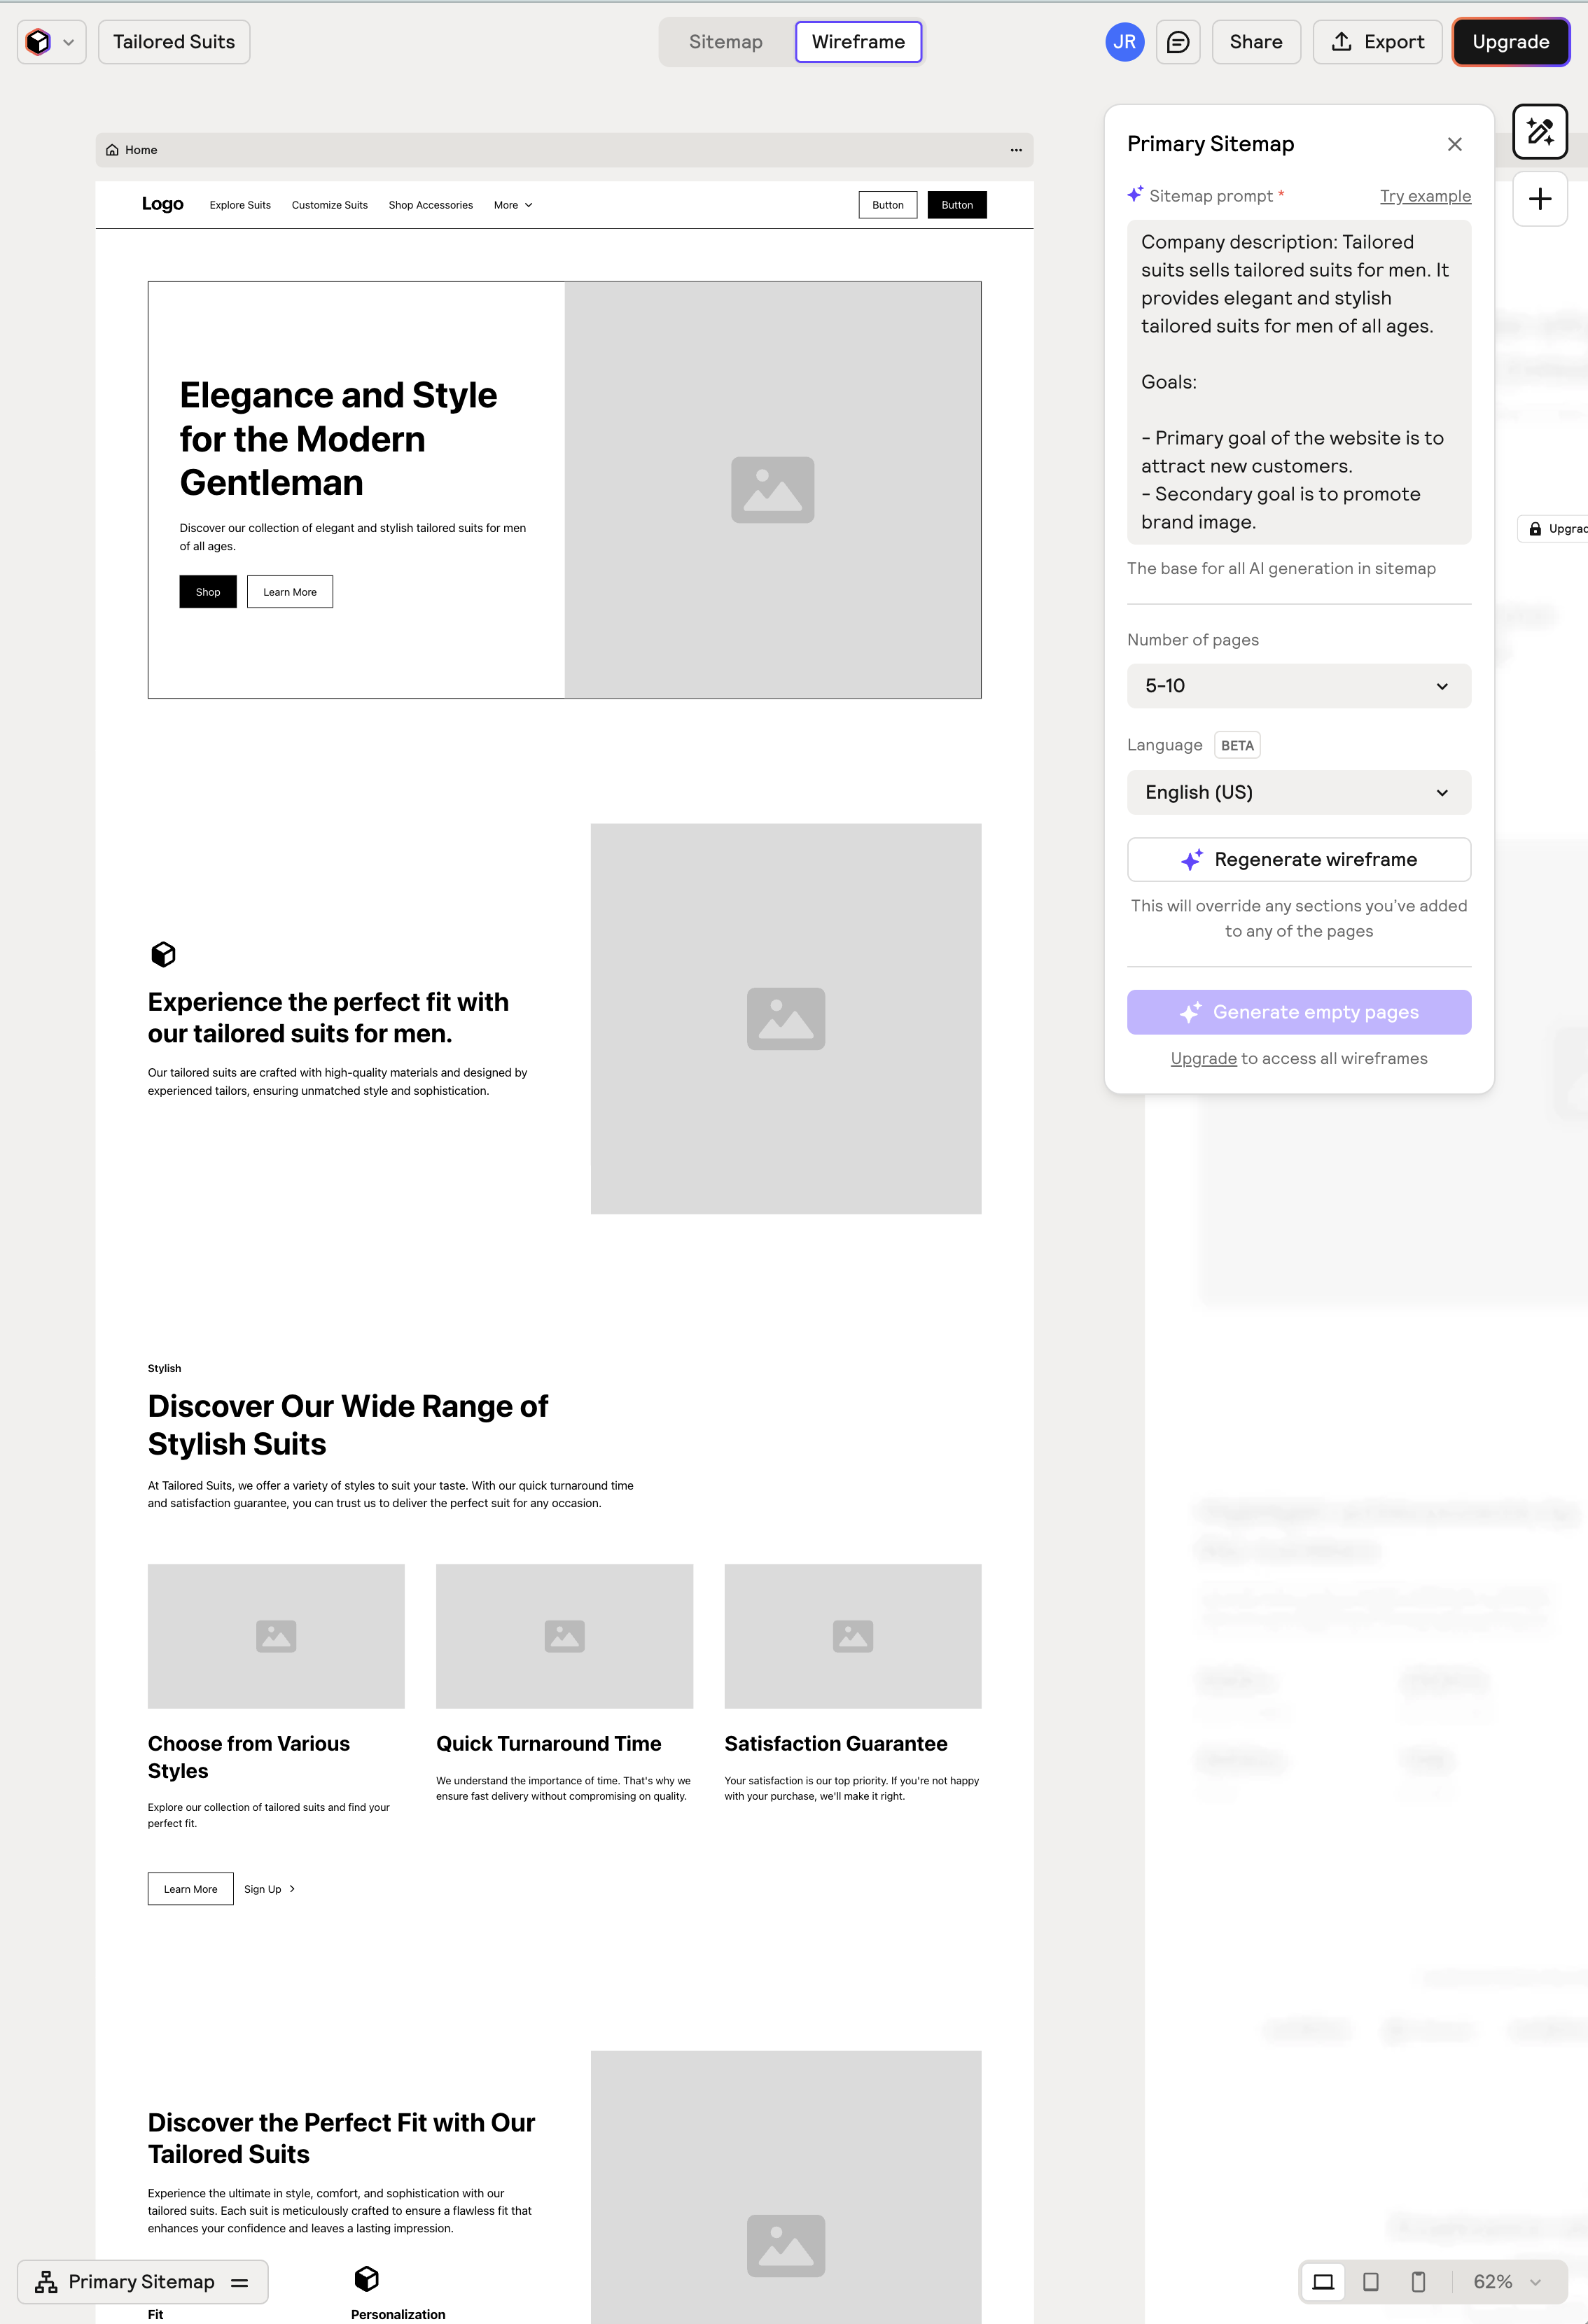 Tailored Suits
Sitemap
Wireframe
JR
Share
Export
Upgrade
Home
Logo
Explore Suits
Customize Suits
Shop Accessories
More
Button
Button
Elegance and Style
for the Modern
Gentleman
Discover our collection of elegant and stylish tailored suits for men
of all ages.
Shop
Learn More
Experience the perfect fit with
our tailored suits for men.
Our tailored suits are crafted with high-quality materials and designed by
experienced tailors, ensuring unmatched style and sophistication.
Stylish
Discover Our Wide Range of
Stylish Suits
At Tailored Suits, we offer a variety of styles to suit your taste. With our quick turnaround time
and satisfaction guarantee, you can trust us to deliver the perfect suit for any occasion.
Choose from Various
Styles
Explore our collection of tailored suits and find your
perfect fit.
Quick Turnaround Time
We understand the importance of time. That's why we
ensure fast delivery without compromising on quality.
Satisfaction Guarantee
Your satisfaction is our top priority. If you're not happy
with your purchase, we'll make it right.
Learn More
Sign Up
Discover the Perfect Fit with Our
Tailored Suits
Experience the ultimate in style, comfort, and sophistication with our
tailored suits. Each suit is meticulously crafted to ensure a flawless fit that
enhances your confidence and leaves a lasting impression.
Fit
Personalization
Primary Sitemap
Primary Sitemap
Sitemap prompt *
Try example
Company description: Tailored
suits sells tailored suits for men. It
provides elegant and stylish
tailored suits for men of all ages.
Goals:
- Primary goal of the website is to
attract new customers.
- Secondary goal is to promote
brand image.
The base for all AI generation in sitemap
Number of pages
5-10
Language
BETA
English (US)
Regenerate wireframe
This will override any sections you've added
to any of the pages
Generate empty pages
Upgrade to access all wireframes
Upgrad
62%